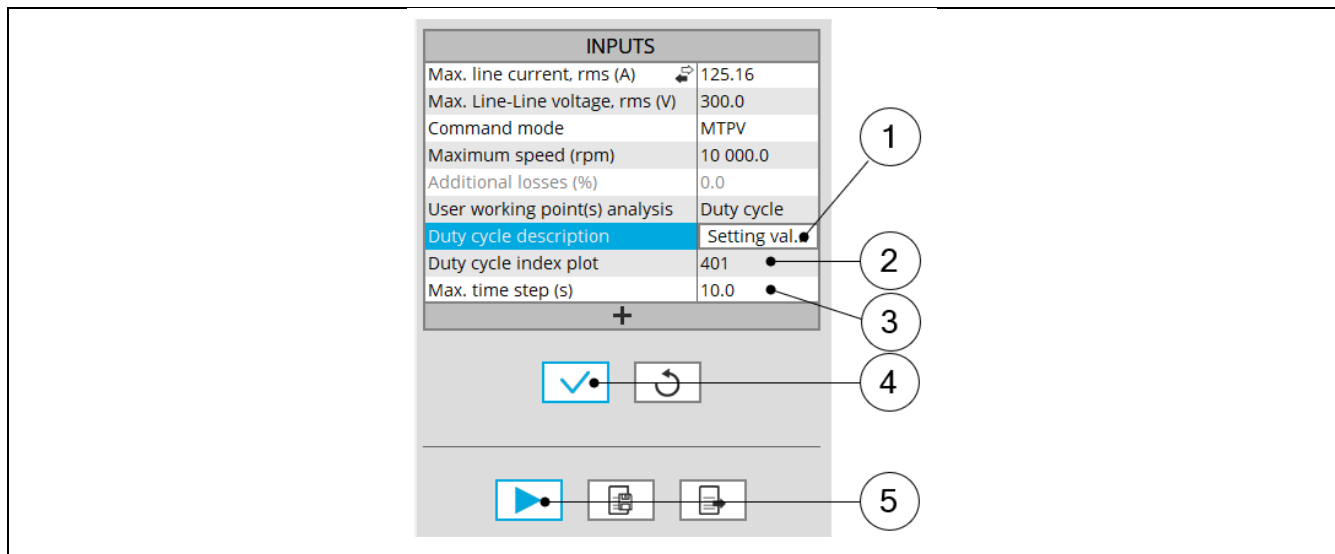 INPUTS
Max. line current, rms (A) 125.16
Max. Line-Line voltage, rms (V) 300.0
Command mode MTPV
Maximum speed (rpm) 10 000.0
Additional losses (%) 0.0
User working point(s) analysis Duty cycle
Duty cycle description Setting val..
Duty cycle index plot 401
Max. time step (s) 10.0
+
1
2
3
4
5